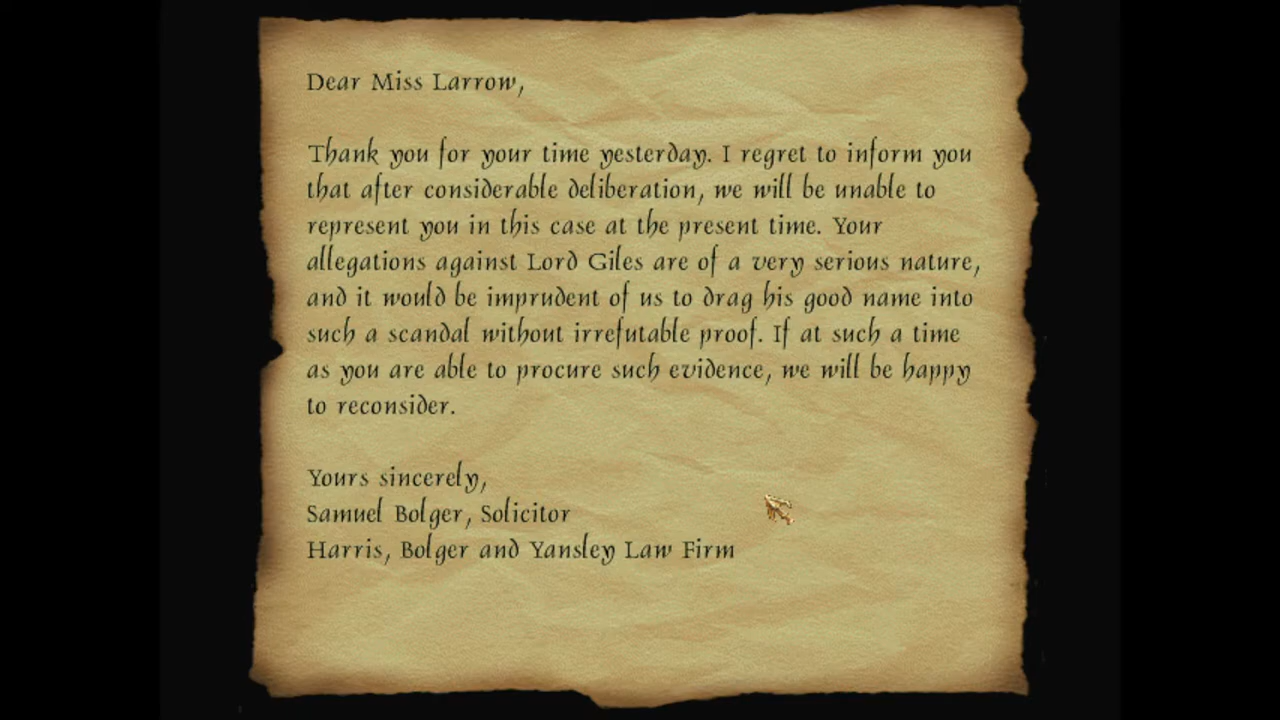 Dear Miss Larrow,
Thank you for your time yesterday. I regret to inform you
that after considerable deliberation, we will be unable to
represent you in this case at the present time. Your
allegations against Lord Giles are of a very serious nature,
and it would be imprudent of us to drag his good name into
such a scandal without irrefutable proof. If at such a time
as you are able to procure such evidence, we will be happy
to reconsider.
Yours sincerely,
Samuel Bolger, Solicitor
Harris, Bolger and Yansley Law Firm